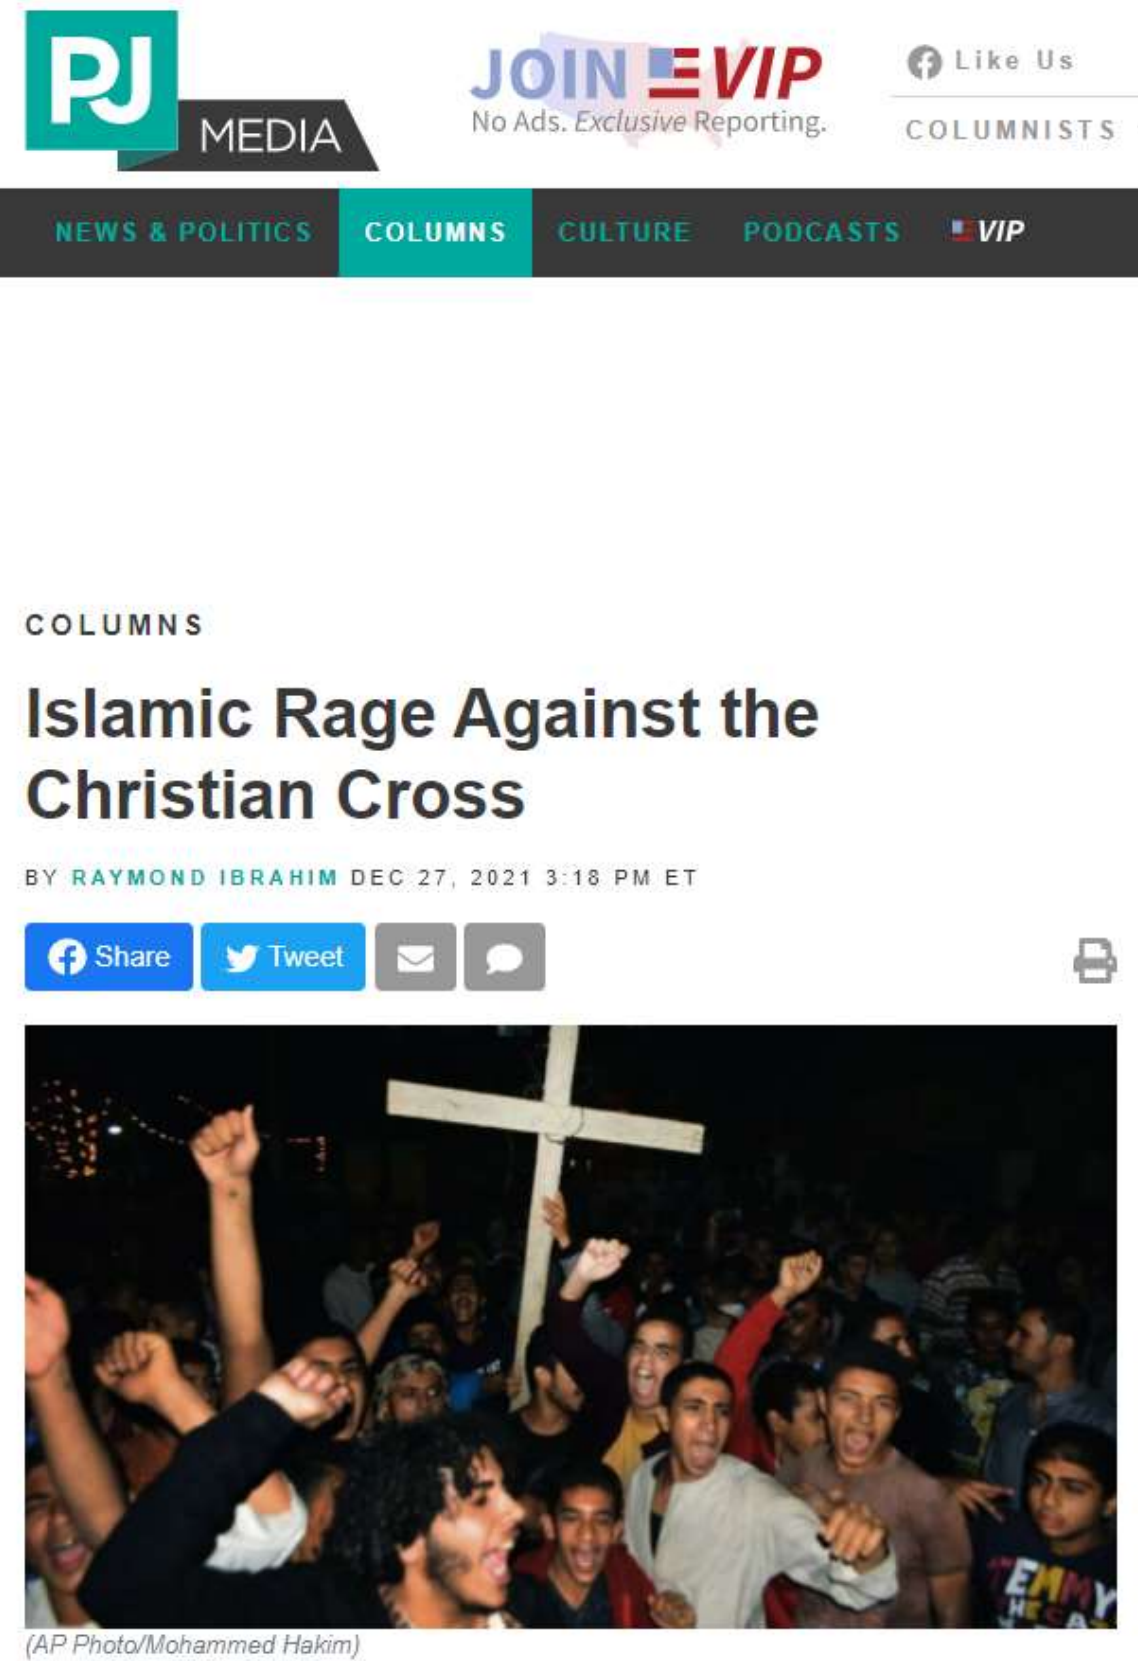 PJ
MEDIA
JOIN VIP
No Ads. Exclusive Reporting.
Like Us
COLUMNISTS
NEWS & POLITICS COLUMNS CULTURE PODCASTS VIP
COLUMNS
Islamic Rage Against the
Christian Cross
BY RAYMOND IBRAHIM DEC 27, 2021 3:18 PM ET
Share Tweet
(AP Photo/Mohammed Hakim)